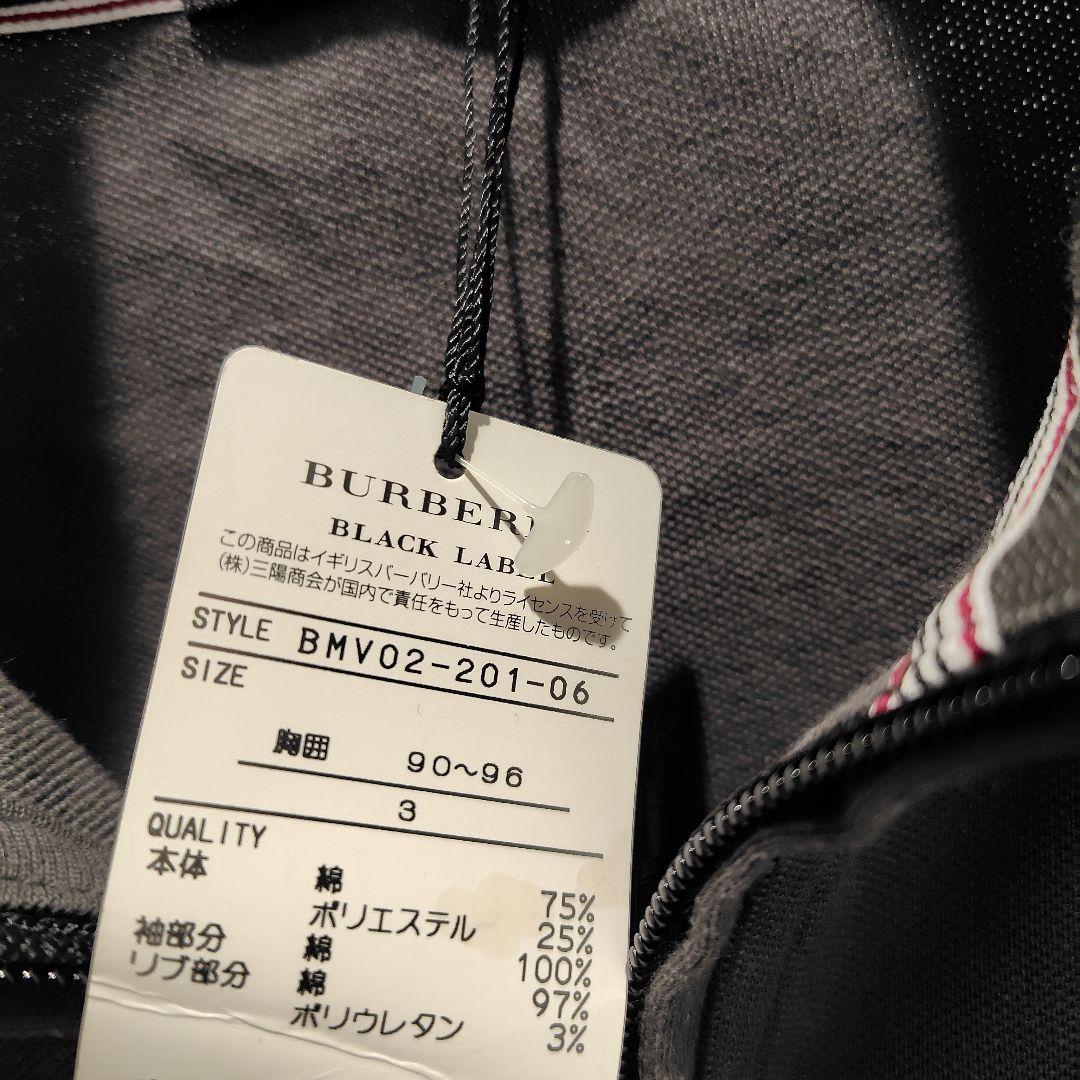 BURBERRY
BLACK LABEL
この商品はイギリスバーバリー社よりライセンスを受けて
(株)三陽商会が国内で責任をもって生産したものです。
STYLE BMV02-201-06
SIZE
胸囲 90〜96
3
QUALITY
本体 綿 75%
ポリエステル 25%
袖部分 綿 100%
リブ部分 綿 97%
ポリウレタン 3%